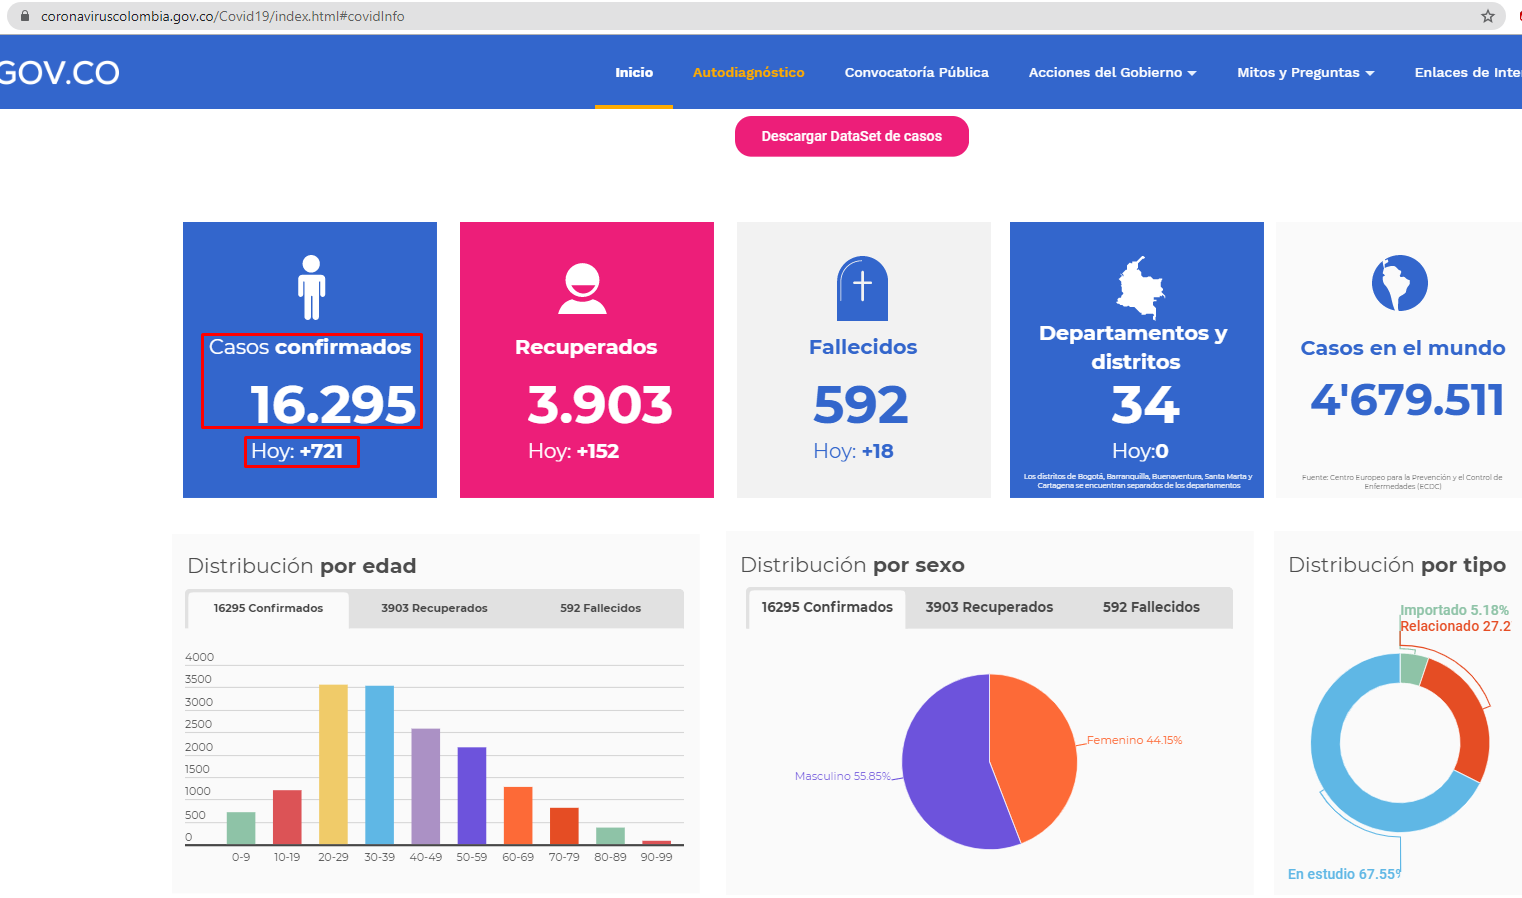 coronaviruscolombia.gov.co/Covid19/index.html#covidInfo
GOV.CO
Inicio
Autodiagnóstico
Convocatoría Pública
Acciones del Gobierno
Mitos y Preguntas
Enlaces de Inte
Descargar DataSet de casos
Casos confirmados
16.295
Hoy: +721
Recuperados
3.903
Hoy: +152
Fallecidos
592
Hoy: +18
Departamentos y
distritos
34
Hoy:0
Los distritos de Bogotá, Barranquilla, Buenaventura, Santa Marta y
Cartagena se encuentran separados de los departamentos
Casos en el mundo
4'679.511
Fuente: Centro Europeo para la Prevención y el Control de
Enfermedades (ECDC)
Distribución por edad
16295 Confirmados
3903 Recuperados
592 Fallecidos
4000
3500
3000
2500
2000
1500
1000
500
0
0-9
10-19
20-29
30-39
40-49
50-59
60-69
70-79
80-89
90-99
Distribución por sexo
16295 Confirmados
3903 Recuperados
592 Fallecidos
Femenino 44.15%
Masculino 55.85%
Distribución por tipo
Importado 5.18%
Relacionado 27.2
En estudio 67.55%